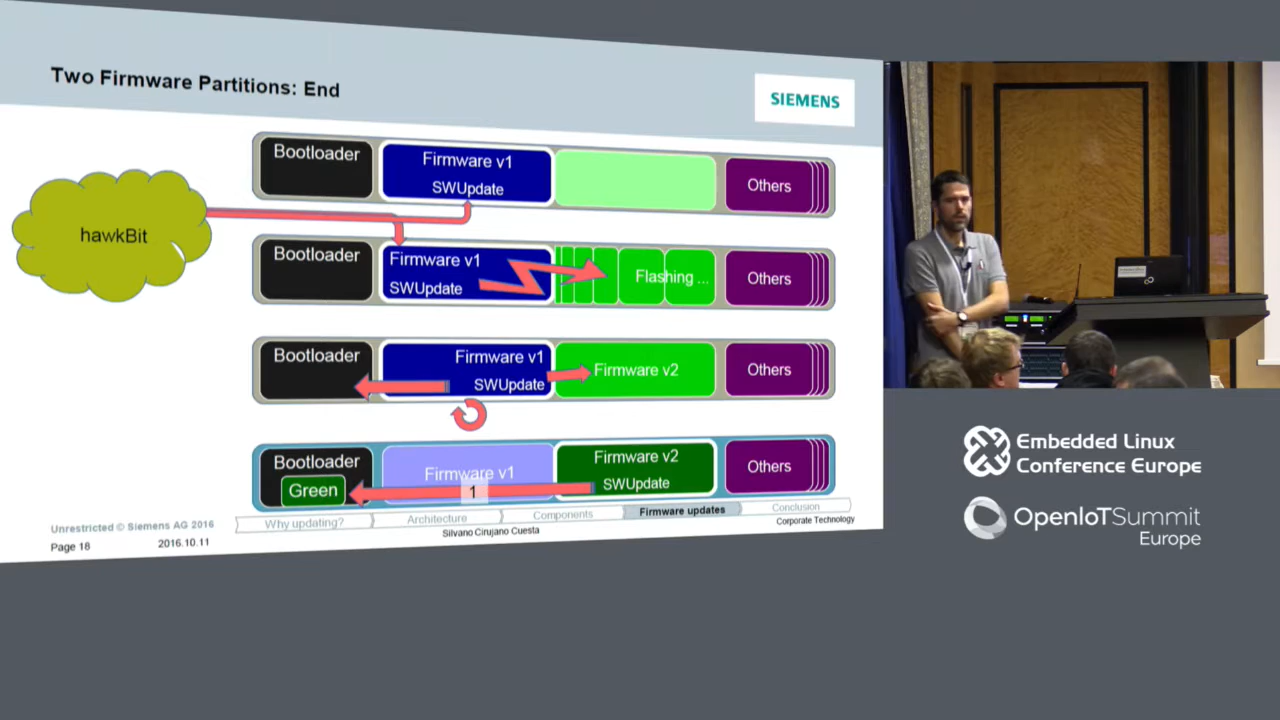 Two Firmware Partitions: End
SIEMENS
hawkBit
Bootloader
Firmware v1
SWUpdate
Others
Bootloader
Firmware v1
SWUpdate
Flashing ...
Others
Bootloader
Firmware v1
SWUpdate
Firmware v2
Others
Bootloader
Green
Firmware v1
1
Firmware v2
SWUpdate
Others
Why updating?
Architecture
Components
Firmware updates
Conclusion
Unrestricted © Siemens AG 2016
Page 18
2016.10.11
Silvano Cirujano Cuesta
Corporate Technology
Embedded Linux
Conference Europe
OpenIoTSummit
Europe